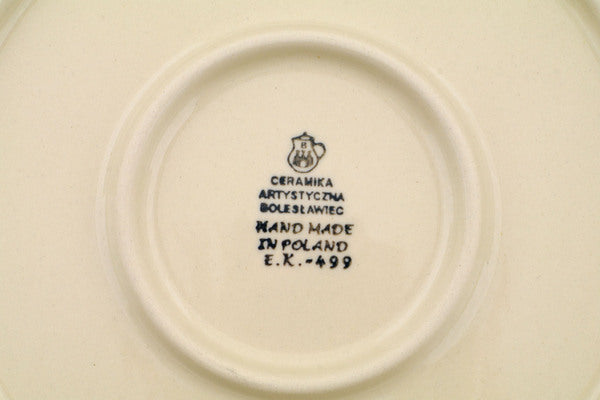 B
CERAMIKA
ARTYSTYCZNA
BOLESŁAWIEC
HAND MADE
IN POLAND
E.K.-499